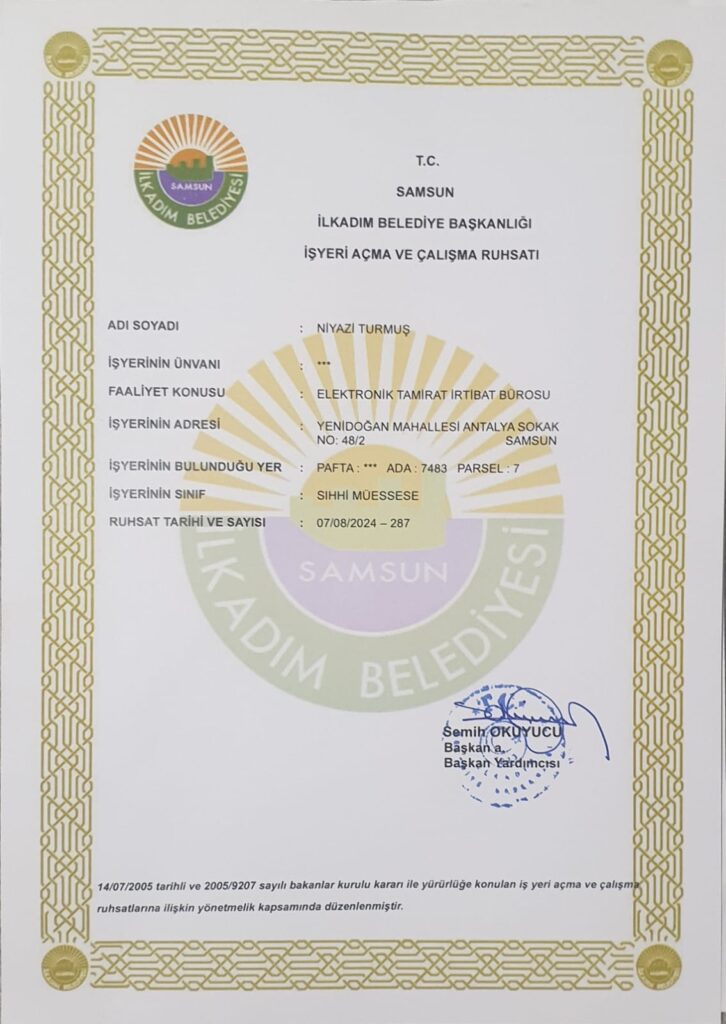 SAMSUN
İLKADIM BELEDİYESİ
T.C.
SAMSUN
İLKADIM BELEDİYE BAŞKANLIĞI
İŞYERİ AÇMA VE ÇALIŞMA RUHSATI
ADI SOYADI : NİYAZİ TURMUŞ
İŞYERİNİN ÜNVANI : ***
FAALİYET KONUSU : ELEKTRONİK TAMİRAT İRTİBAT BÜROSU
İŞYERİNİN ADRESİ : YENİDOĞAN MAHALLESİ ANTALYA SOKAK
NO: 48/2 SAMSUN
İŞYERİNİN BULUNDUĞU YER : PAFTA : *** ADA : 7483 PARSEL : 7
İŞYERİNİN SINIF : SIHHİ MÜESSESE
RUHSAT TARİHİ VE SAYISI : 07/08/2024 – 287
SAMSUN
İLKADIM BELEDİYESİ
Semih OKUYUCU
Başkan a.
Başkan Yardımcısı
14/07/2005 tarihli ve 2005/9207 sayılı bakanlar kurulu kararı ile yürürlüğe konulan iş yeri açma ve çalışma
ruhsatlarına ilişkin yönetmelik kapsamında düzenlenmiştir.